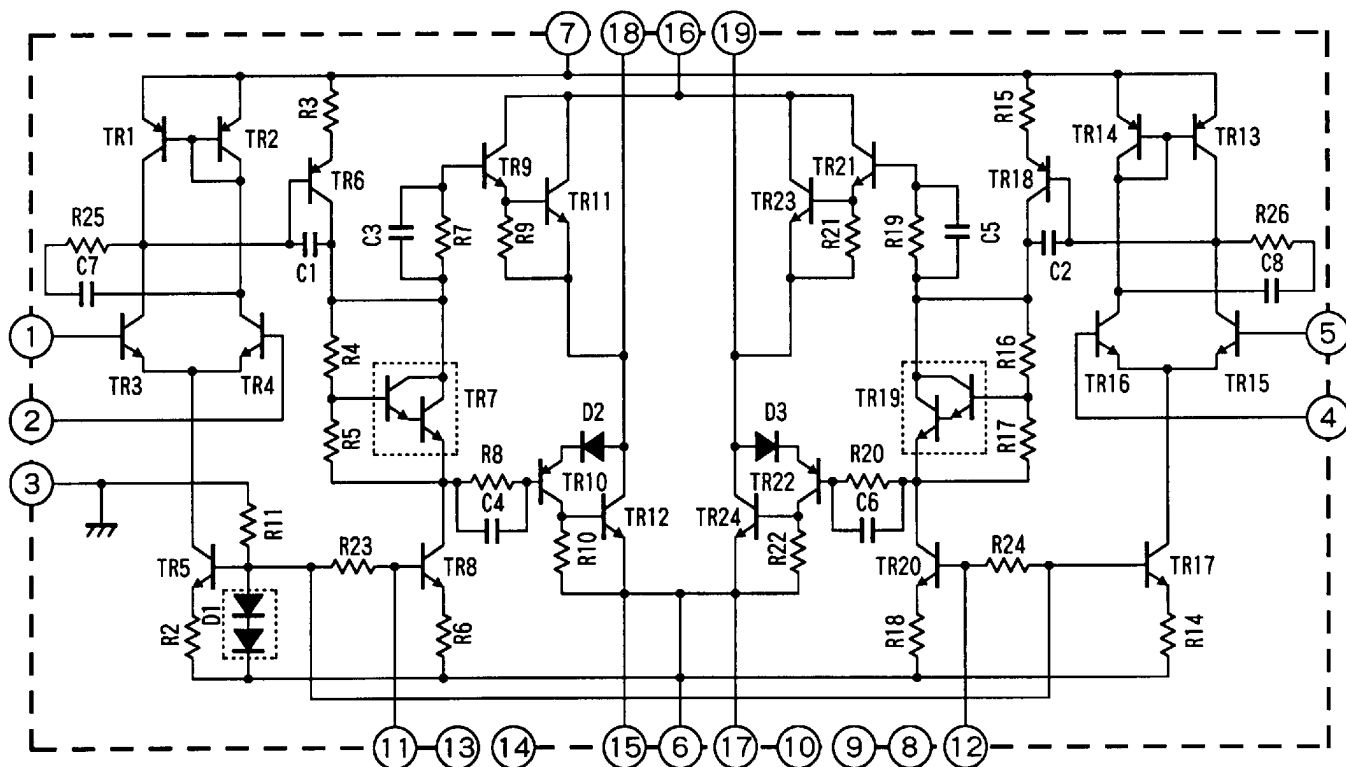 7 18 16 19
R3 R15
TR1 TR2 TR14 TR13
TR6 TR9 TR21 TR18
TR11 TR23
R25 C3 R7 R9 R21 R19 C5 R26
C7 C1 C2 C8
1 5
TR3 TR4 R4 TR7 TR19 R16 TR16 TR15
2 D2 D3 4
R5 R8 R20 R17
3 C4 TR10 TR22 C6
R11 TR12 TR24
TR5 R23 TR8 R10 R22 TR20 R24 TR17
R2 D1 R6 R18 R14
11 13 14 15 6 17 10 9 8 12